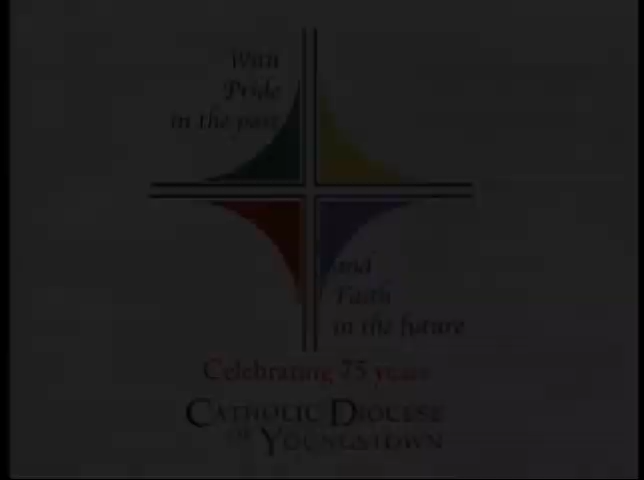 With
Pride
in the past
and
Faith
in the future
Celebrating 75 years
CATHOLIC DIOCESE
OF YOUNGSTOWN